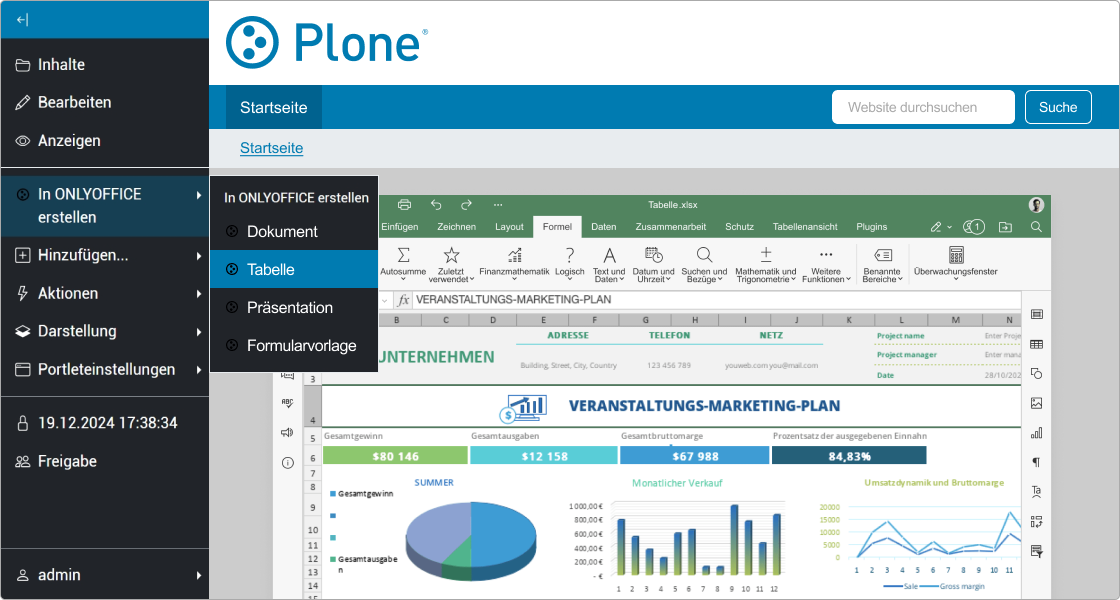 Plone
Startseite
Website durchsuchen
Suche
Startseite
Inhalte
Bearbeiten
Anzeigen
In ONLYOFFICE
erstellen
Hinzufügen...
Aktionen
Darstellung
Portleteinstellungen
19.12.2024 17:38:34
Freigabe
admin
In ONLYOFFICE erstellen
Dokument
Tabelle
Präsentation
Formularvorlage
Tabelle.xlsx
Einfügen Zeichnen Layout Formel Daten Zusammenarbeit Schutz Tabellenansicht Plugins 1
Autosumme Zuletzt verwendet Finanzmathematik Logisch Text und Daten Datum und Uhrzeit Suchen und Bezüge Mathematik und Trigonometrie Weitere Funktionen Benannte Bereiche Überwachungsfenster
fx VERANSTALTUNGS-MARKETING-PLAN
B C D E F G H I J K L M N
ADRESSE TELEFON NETZ Project name
UNTERNEHMEN Project manager
Building, Street, City, Country 123 456 789 youweb.com you@mail.com
Date 28/10/202
3
4 VERANSTALTUNGS-MARKETING-PLAN
5 Gesamtgewinn Gesamtausgaben Gesamtbruttomarge Prozentsatz der ausgegebenen Einnahn
6 $80 146 $12 158 $67 988 84,83%
7
8 SUMMER Monatlicher Verkauf Umsatzdynamik und Bruttomarge
9
10
11
12
13
14
Gesamtgewinn
Gesamtausgabe
n
1 000,00 €
800,00 €
600,00 €
400,00 €
200,00 €
- €
1 2 3 4 5 6 7 8 9 10 11 12
20000
15000
10000
5000
0
1 2 3 4 5 6 7 8 9 10 11
Sale Gross margin